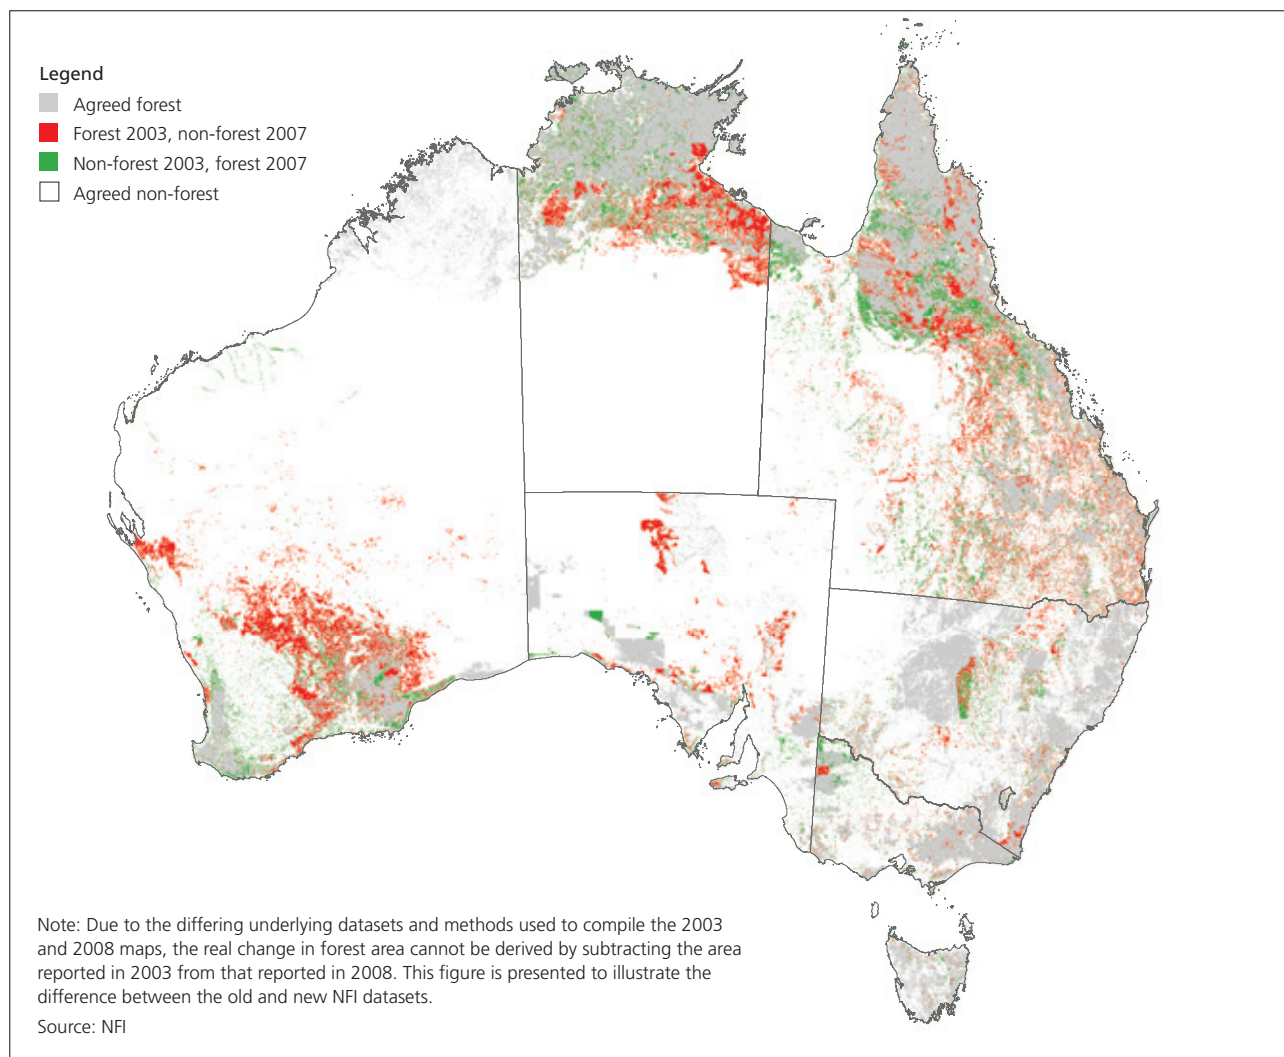 Legend
Agreed forest
Forest 2003, non-forest 2007
Non-forest 2003, forest 2007
Agreed non-forest
Note: Due to the differing underlying datasets and methods used to compile the 2003
and 2008 maps, the real change in forest area cannot be derived by subtracting the area
reported in 2003 from that reported in 2008. This figure is presented to illustrate the
difference between the old and new NFI datasets.
Source: NFI